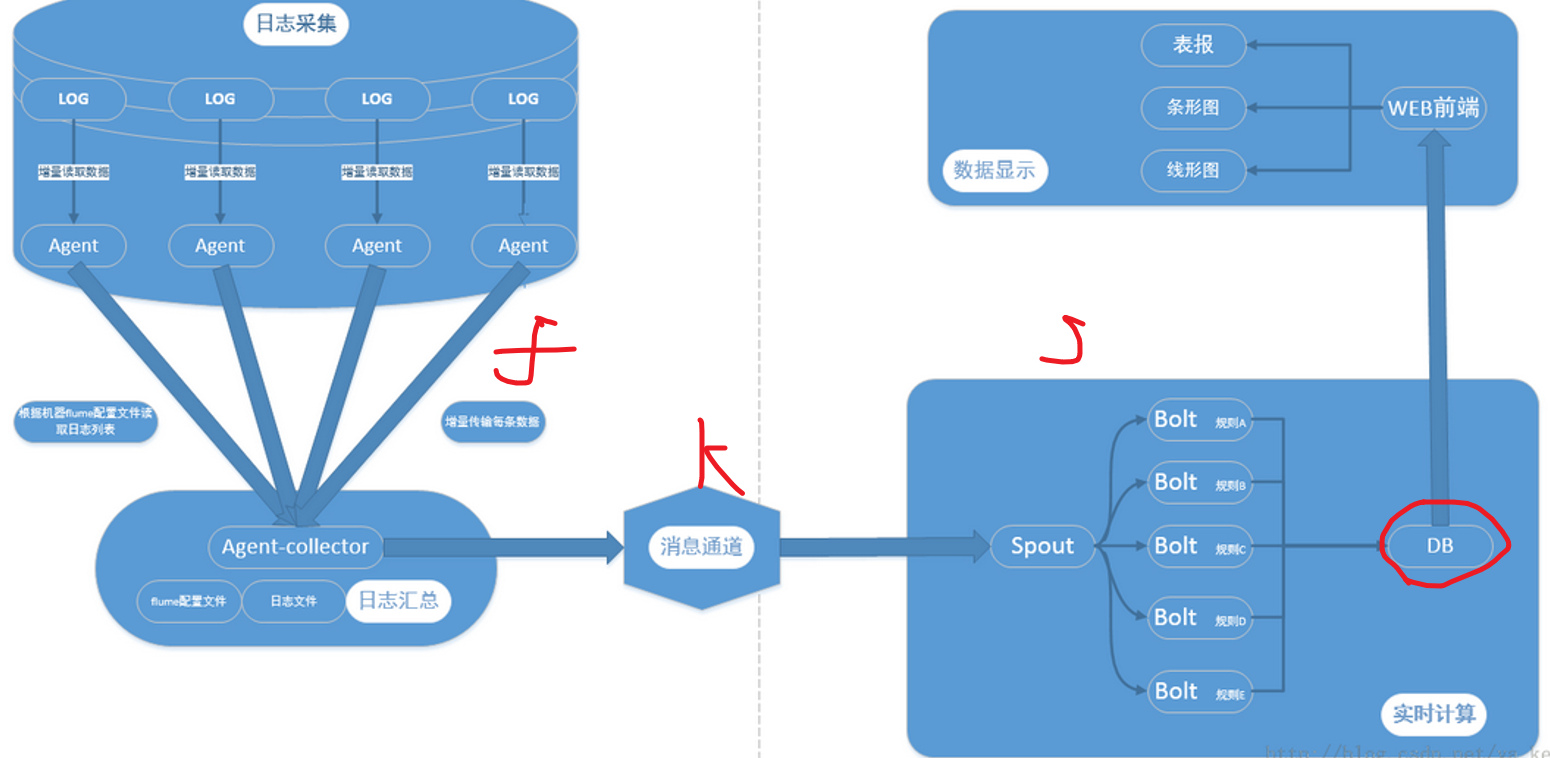 日志采集
LOG LOG LOG LOG
增量读取数据 增量读取数据 增量读取数据 增量读取数据
Agent Agent Agent Agent
f
根据机器flume配置文件读
取日志列表
增量传输每条数据
Agent-collector
flume配置文件 日志文件 日志汇总
k
消息通道
表报
条形图
线形图
WEB前端
数据显示
s
Spout
Bolt 规则A
Bolt 规则B
Bolt 规则C
Bolt 规则D
Bolt 规则E
DB
实时计算